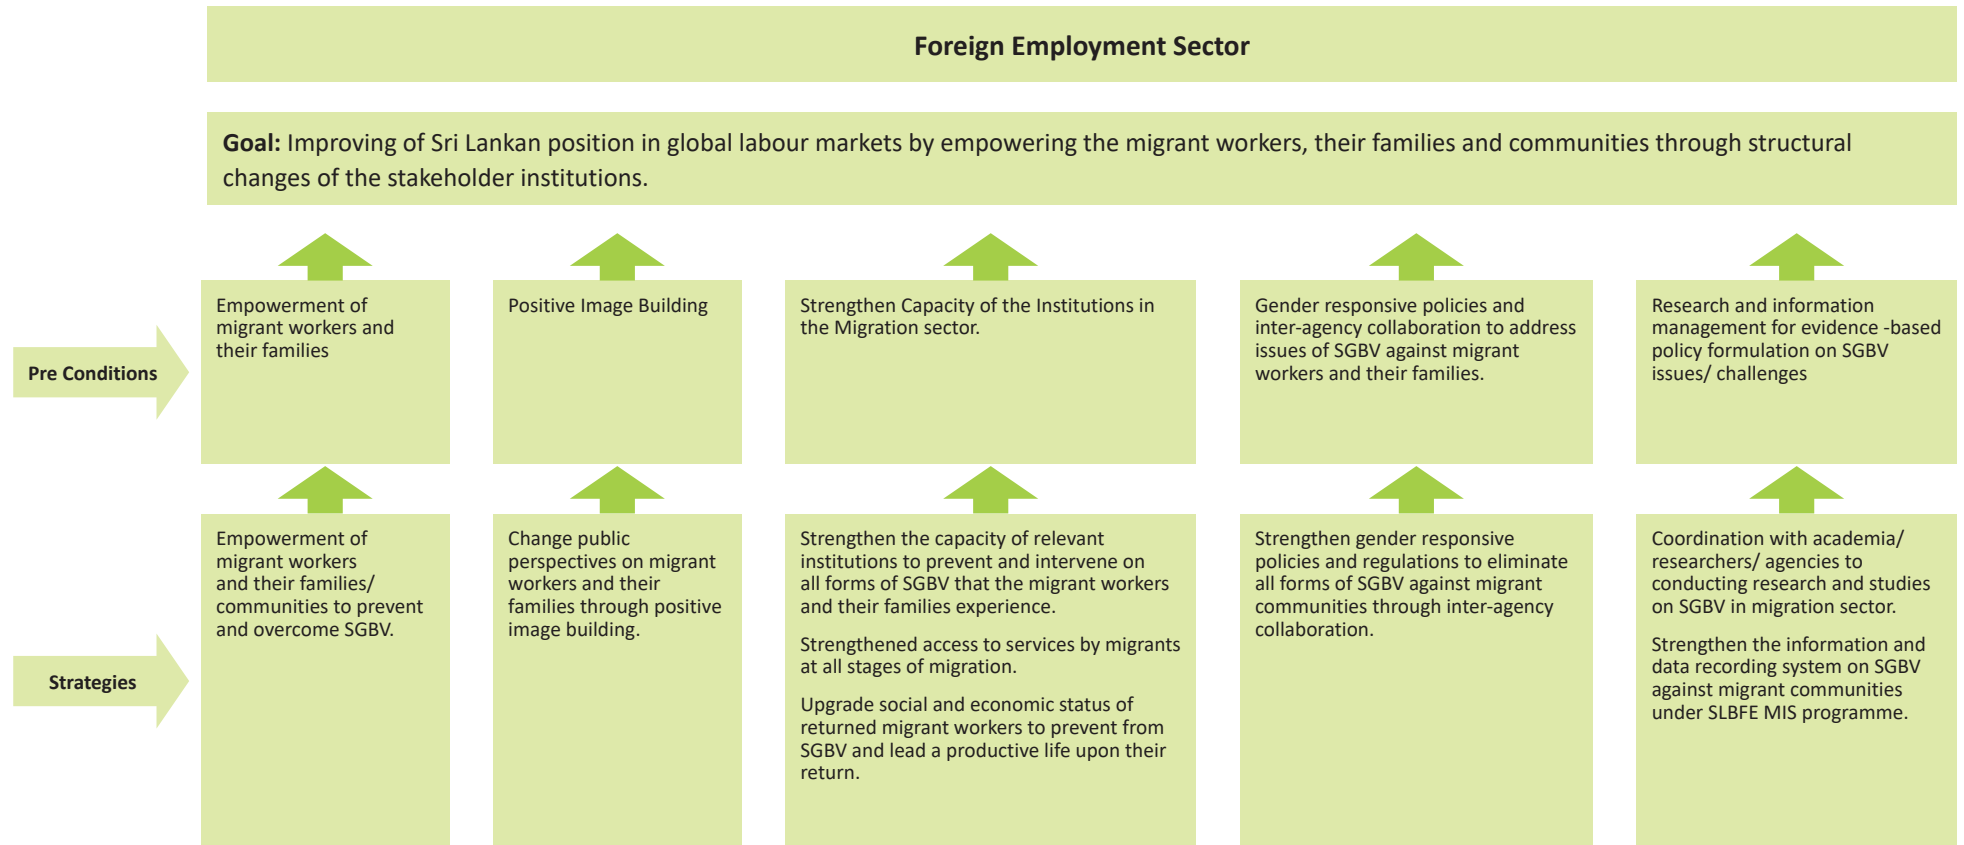 Foreign Employment Sector
Goal: Improving of Sri Lankan position in global labour markets by empowering the migrant workers, their families and communities through structural
changes of the stakeholder institutions.
Pre Conditions
Empowerment of
migrant workers and
their families
Positive Image Building
Strengthen Capacity of the Institutions in
the Migration sector.
Gender responsive policies and
inter-agency collaboration to address
issues of SGBV against migrant
workers and their families.
Research and information
management for evidence -based
policy formulation on SGBV
issues/ challenges
Strategies
Empowerment of
migrant workers
and their families/
communities to prevent
and overcome SGBV.
Change public
perspectives on migrant
workers and their
families through positive
image building.
Strengthen the capacity of relevant
institutions to prevent and intervene on
all forms of SGBV that the migrant workers
and their families experience.
Strengthened access to services by migrants
at all stages of migration.
Upgrade social and economic status of
returned migrant workers to prevent from
SGBV and lead a productive life upon their
return.
Strengthen gender responsive
policies and regulations to eliminate
all forms of SGBV against migrant
communities through inter-agency
collaboration.
Coordination with academia/
researchers/ agencies to
conducting research and studies
on SGBV in migration sector.
Strengthen the information and
data recording system on SGBV
against migrant communities
under SLBFE MIS programme.